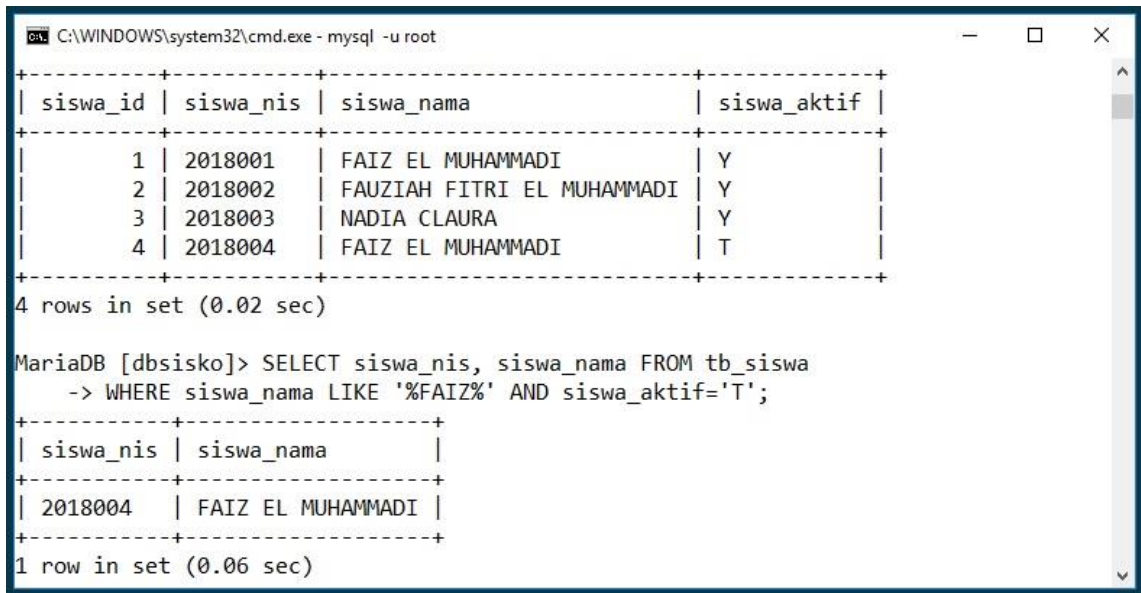 C:\WINDOWS\system32\cmd.exe - mysql -u root
+----------+-----------+---------------------------+-------------+
| siswa_id | siswa_nis | siswa_nama                | siswa_aktif |
+----------+-----------+---------------------------+-------------+
|        1 | 2018001   | FAIZ EL MUHAMMADI         | Y           |
|        2 | 2018002   | FAUZIAH FITRI EL MUHAMMADI | Y           |
|        3 | 2018003   | NADIA CLAURA              | Y           |
|        4 | 2018004   | FAIZ EL MUHAMMADI         | T           |
+----------+-----------+---------------------------+-------------+
4 rows in set (0.02 sec)
MariaDB [dbsisko]> SELECT siswa_nis, siswa_nama FROM tb_siswa
    -> WHERE siswa_nama LIKE '%FAIZ%' AND siswa_aktif='T';
+-----------+-------------------+
| siswa_nis | siswa_nama        |
+-----------+-------------------+
| 2018004   | FAIZ EL MUHAMMADI |
+-----------+-------------------+
1 row in set (0.06 sec)